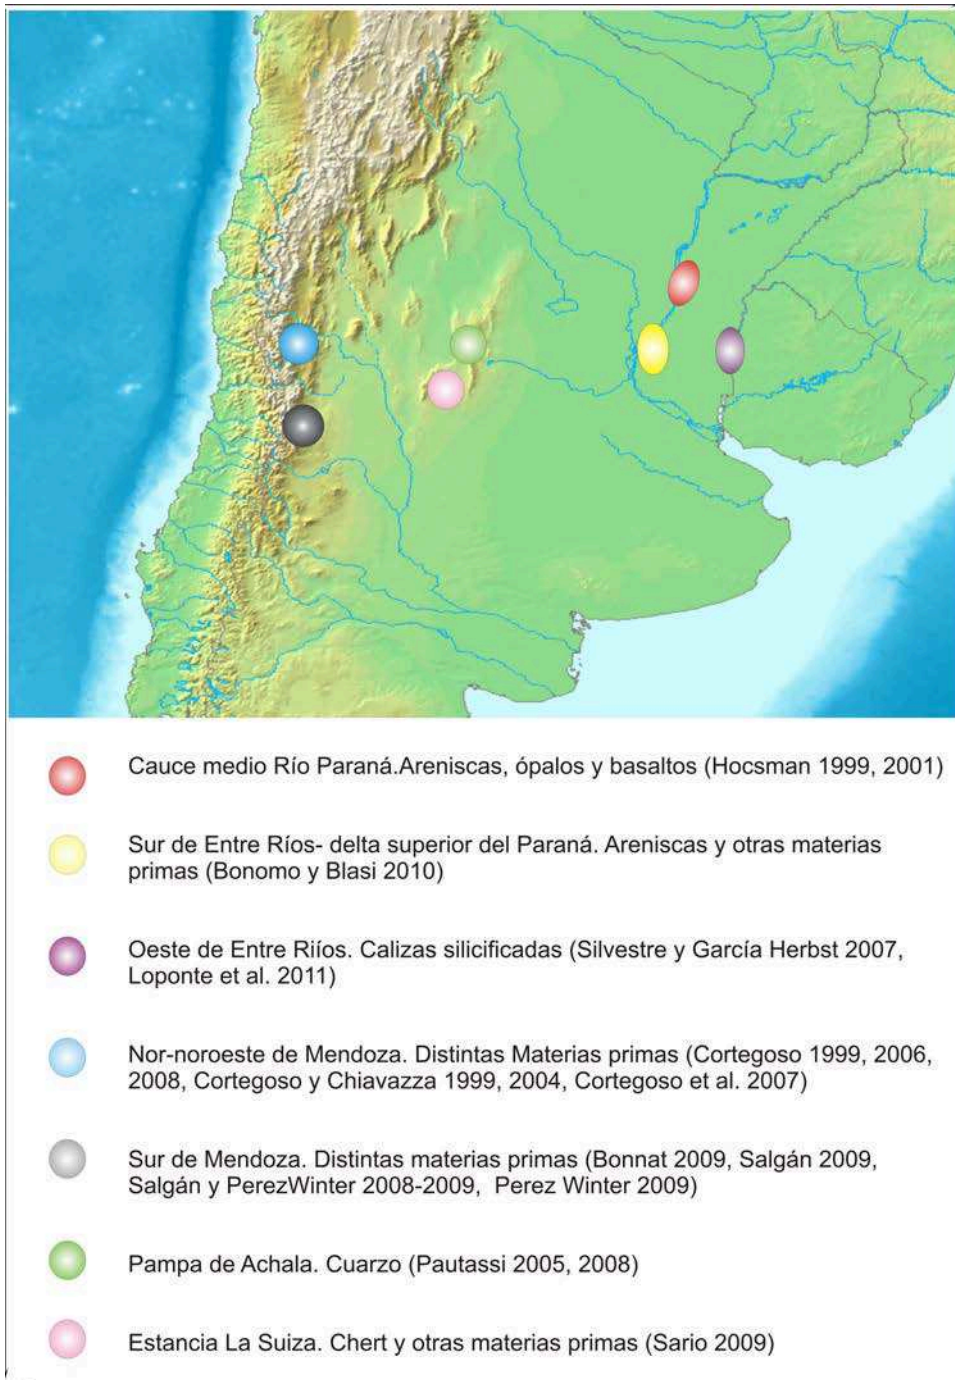 Cauce medio Río Paraná.Areniscas, ópalos y basaltos (Hocsman 1999, 2001)
Sur de Entre Ríos- delta superior del Paraná. Areniscas y otras materias
primas (Bonomo y Blasi 2010)
Oeste de Entre Riíos. Calizas silicificadas (Silvestre y García Herbst 2007,
Loponte et al. 2011)
Nor-noroeste de Mendoza. Distintas Materias primas (Cortegoso 1999, 2006,
2008, Cortegoso y Chiavazza 1999, 2004, Cortegoso et al. 2007)
Sur de Mendoza. Distintas materias primas (Bonnat 2009, Salgán 2009,
Salgán y PerezWinter 2008-2009,  Perez Winter 2009)
Pampa de Achala. Cuarzo (Pautassi 2005, 2008)
Estancia La Suiza. Chert y otras materias primas (Sario 2009)